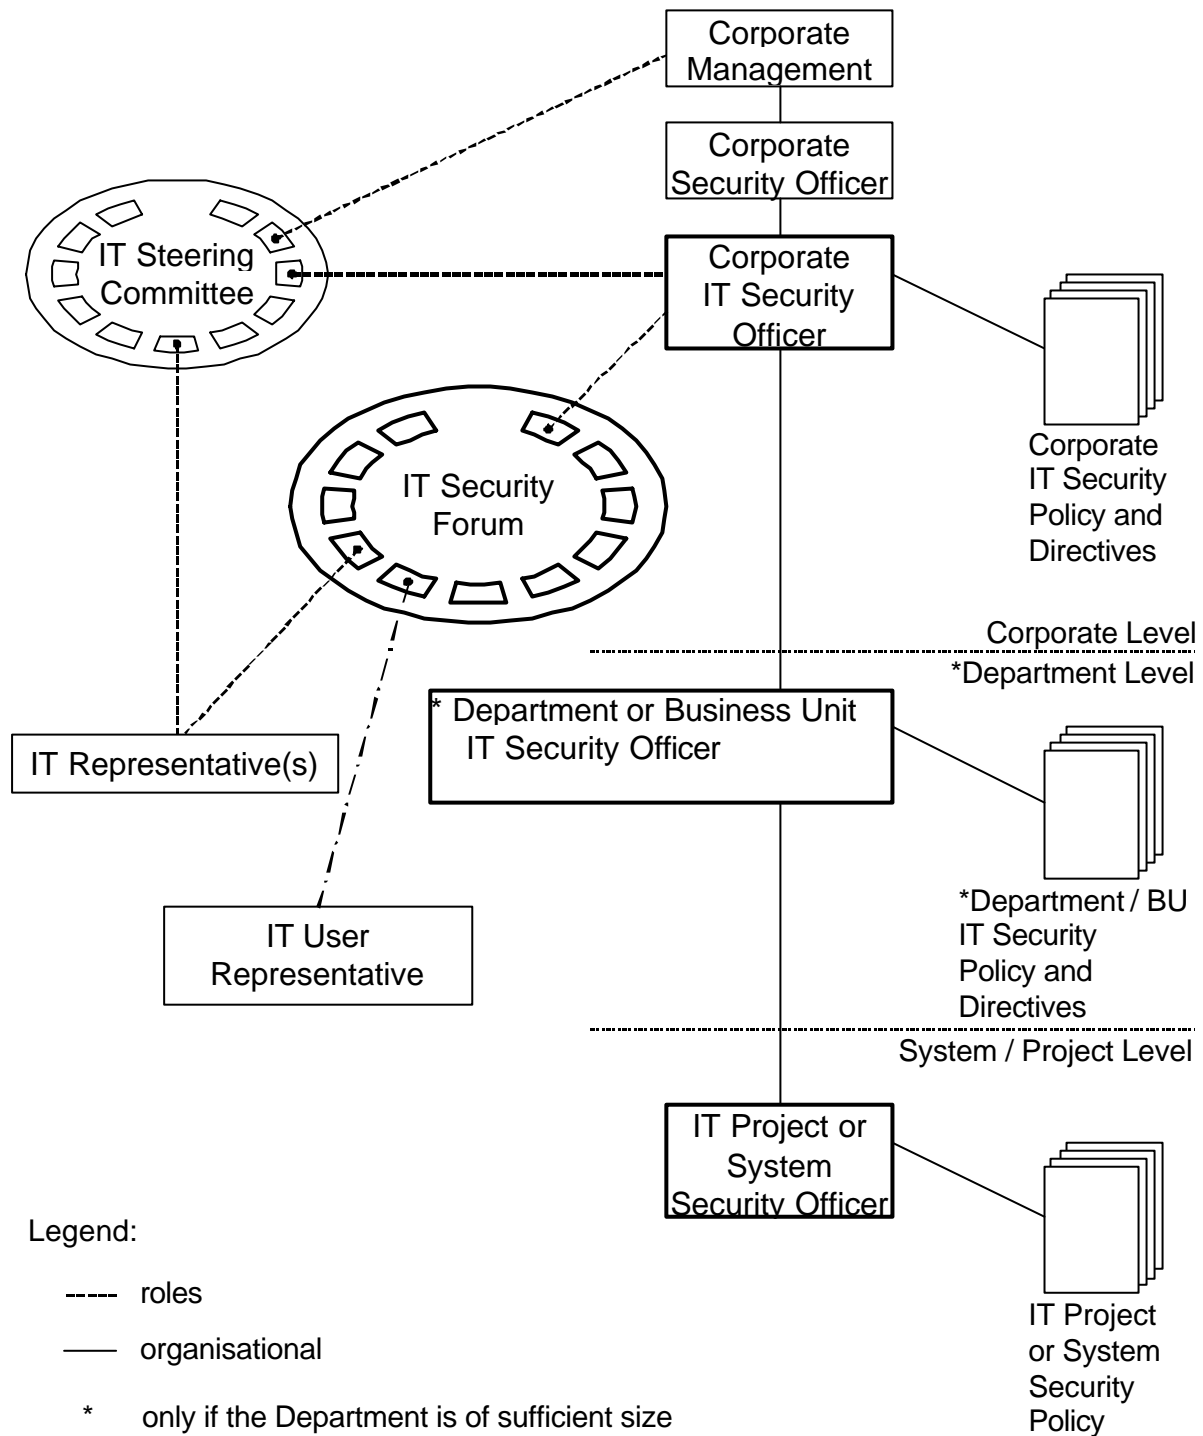 Corporate
Management
Corporate
Security Officer
IT Steering
Committee
Corporate
IT Security
Officer
IT Security
Forum
Corporate
IT Security
Policy and
Directives
Corporate Level
*Department Level
* Department or Business Unit
IT Security Officer
IT Representative(s)
*Department / BU
IT Security
Policy and
Directives
IT User
Representative
System / Project Level
IT Project or
System
Security Officer
IT Project
or System
Security
Policy
Legend:
roles
organisational
* only if the Department is of sufficient size